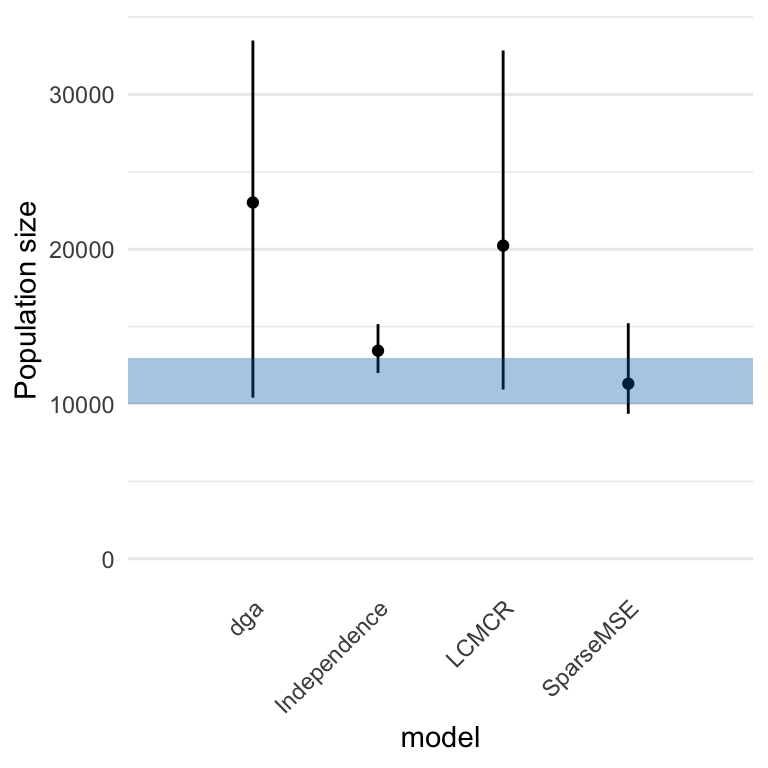 Population size
30000
20000
10000
0
dga
Independence
LCMCR
SparseMSE
model